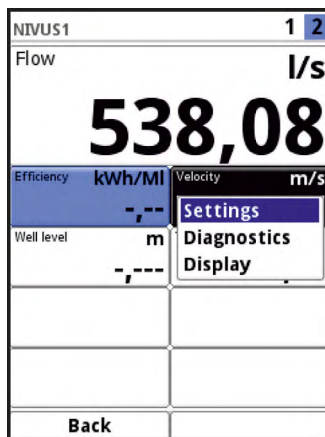 NIVUS1 1 2
Flow l/s
538,08
Efficiency kWh/Ml Velocity m/s
-,--
Settings
Well level m Diagnostics
-,--- Display
Back